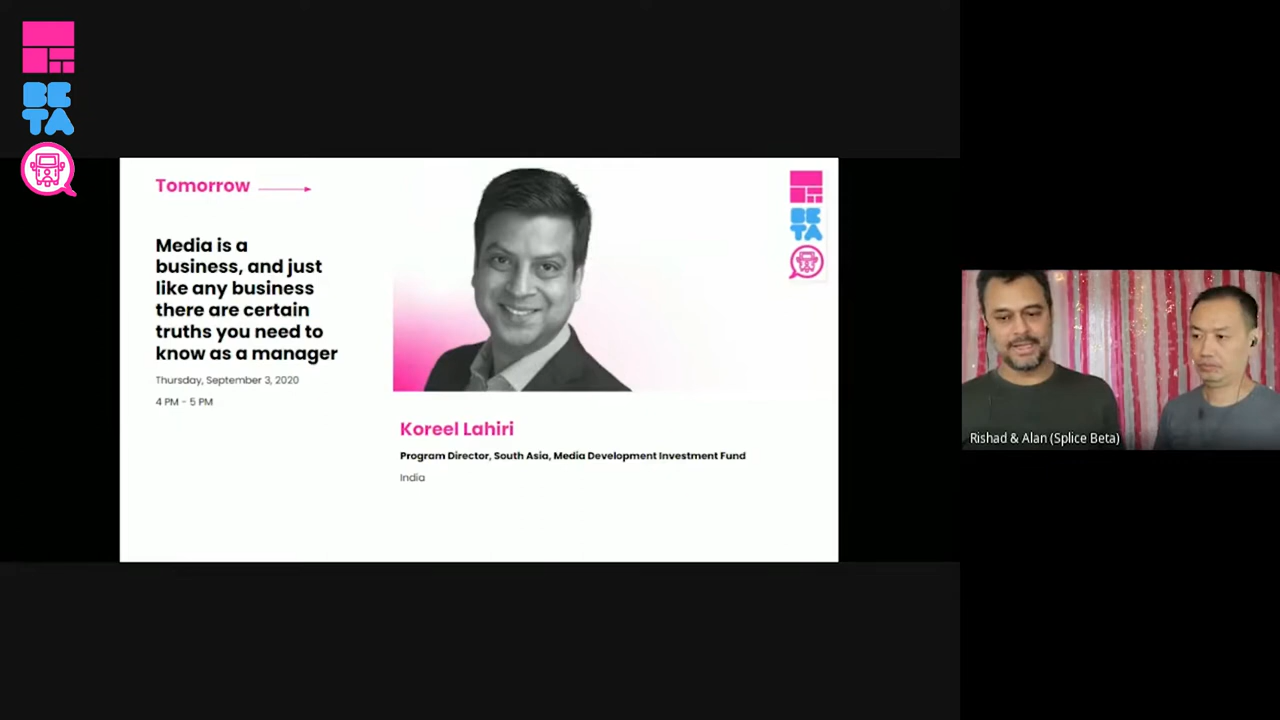 BE
TA
Tomorrow
Media is a
business, and just
like any business
there are certain
truths you need to
know as a manager
Thursday, September 3, 2020
4 PM - 5 PM
BE
TA
Koreel Lahiri
Program Director, South Asia, Media Development Investment Fund
India
Rishad & Alan (Splice Beta)